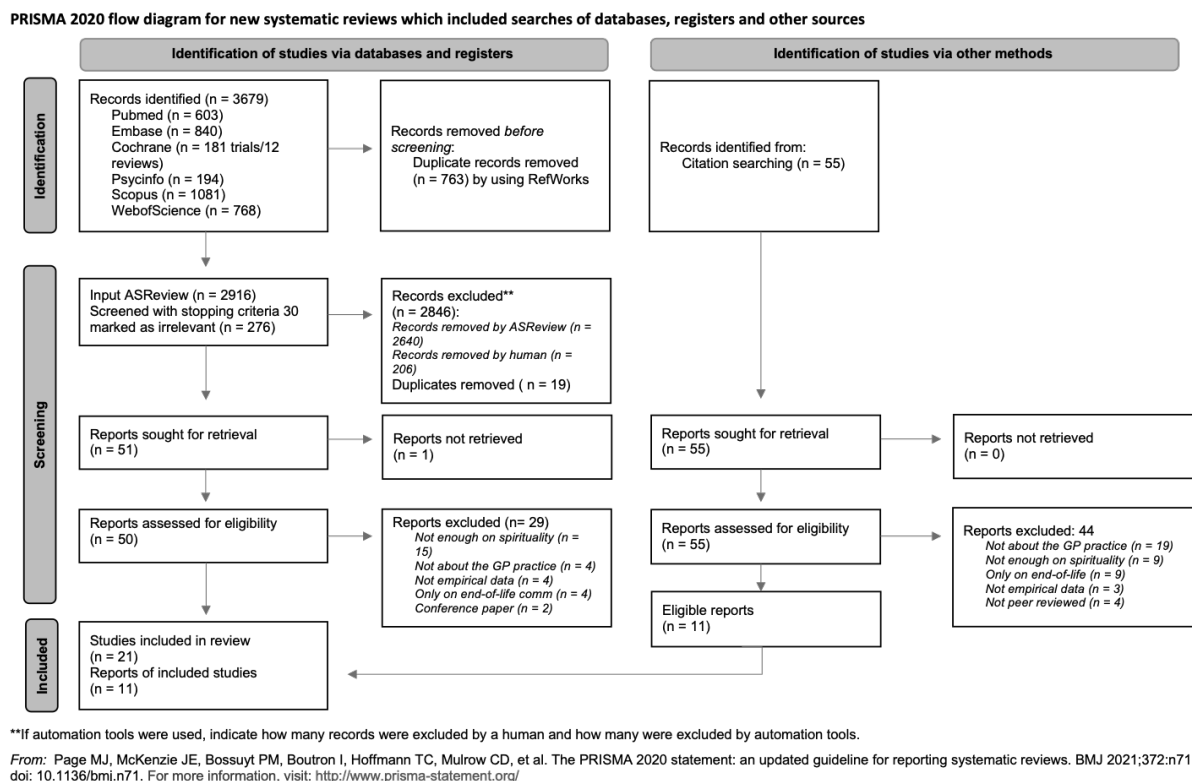 PRISMA 2020 flow diagram for new systematic reviews which included searches of databases, registers and other sources
Identification of studies via databases and registers
Identification of studies via other methods
Identification
Records identified (n = 3679)
Pubmed (n = 603)
Embase (n = 840)
Cochrane (n = 181 trials/12
reviews)
Psycinfo (n = 194)
Scopus (n = 1081)
WebofScience (n = 768)
Records removed before
screening:
Duplicate records removed
(n = 763) by using RefWorks
Records identified from:
Citation searching (n = 55)
Screening
Input ASReview (n = 2916)
Screened with stopping criteria 30
marked as irrelevant (n = 276)
Records excluded**
(n = 2846):
Records removed by ASReview (n =
2640)
Records removed by human (n =
206)
Duplicates removed ( n = 19)
Reports sought for retrieval
(n = 51)
Reports not retrieved
(n = 1)
Reports sought for retrieval
(n = 55)
Reports not retrieved
(n = 0)
Reports assessed for eligibility
(n = 50)
Reports excluded (n= 29)
Not enough on spirituality (n =
15)
Not about the GP practice (n = 4)
Not empirical data (n = 4)
Only on end-of-life comm (n = 4)
Conference paper (n = 2)
Reports assessed for eligibility
(n = 55)
Reports excluded: 44
Not about the GP practice (n = 19)
Not enough on spirituality (n = 9)
Only on end-of-life (n = 9)
Not empirical data (n = 3)
Not peer reviewed (n = 4)
Eligible reports
(n = 11)
Included
Studies included in review
(n = 21)
Reports of included studies
(n = 11)
**If automation tools were used, indicate how many records were excluded by a human and how many were excluded by automation tools.
From: Page MJ, McKenzie JE, Bossuyt PM, Boutron I, Hoffmann TC, Mulrow CD, et al. The PRISMA 2020 statement: an updated guideline for reporting systematic reviews. BMJ 2021;372:n71
doi: 10.1136/bmj.n71. For more information, visit: http://www.prisma-statement.org/